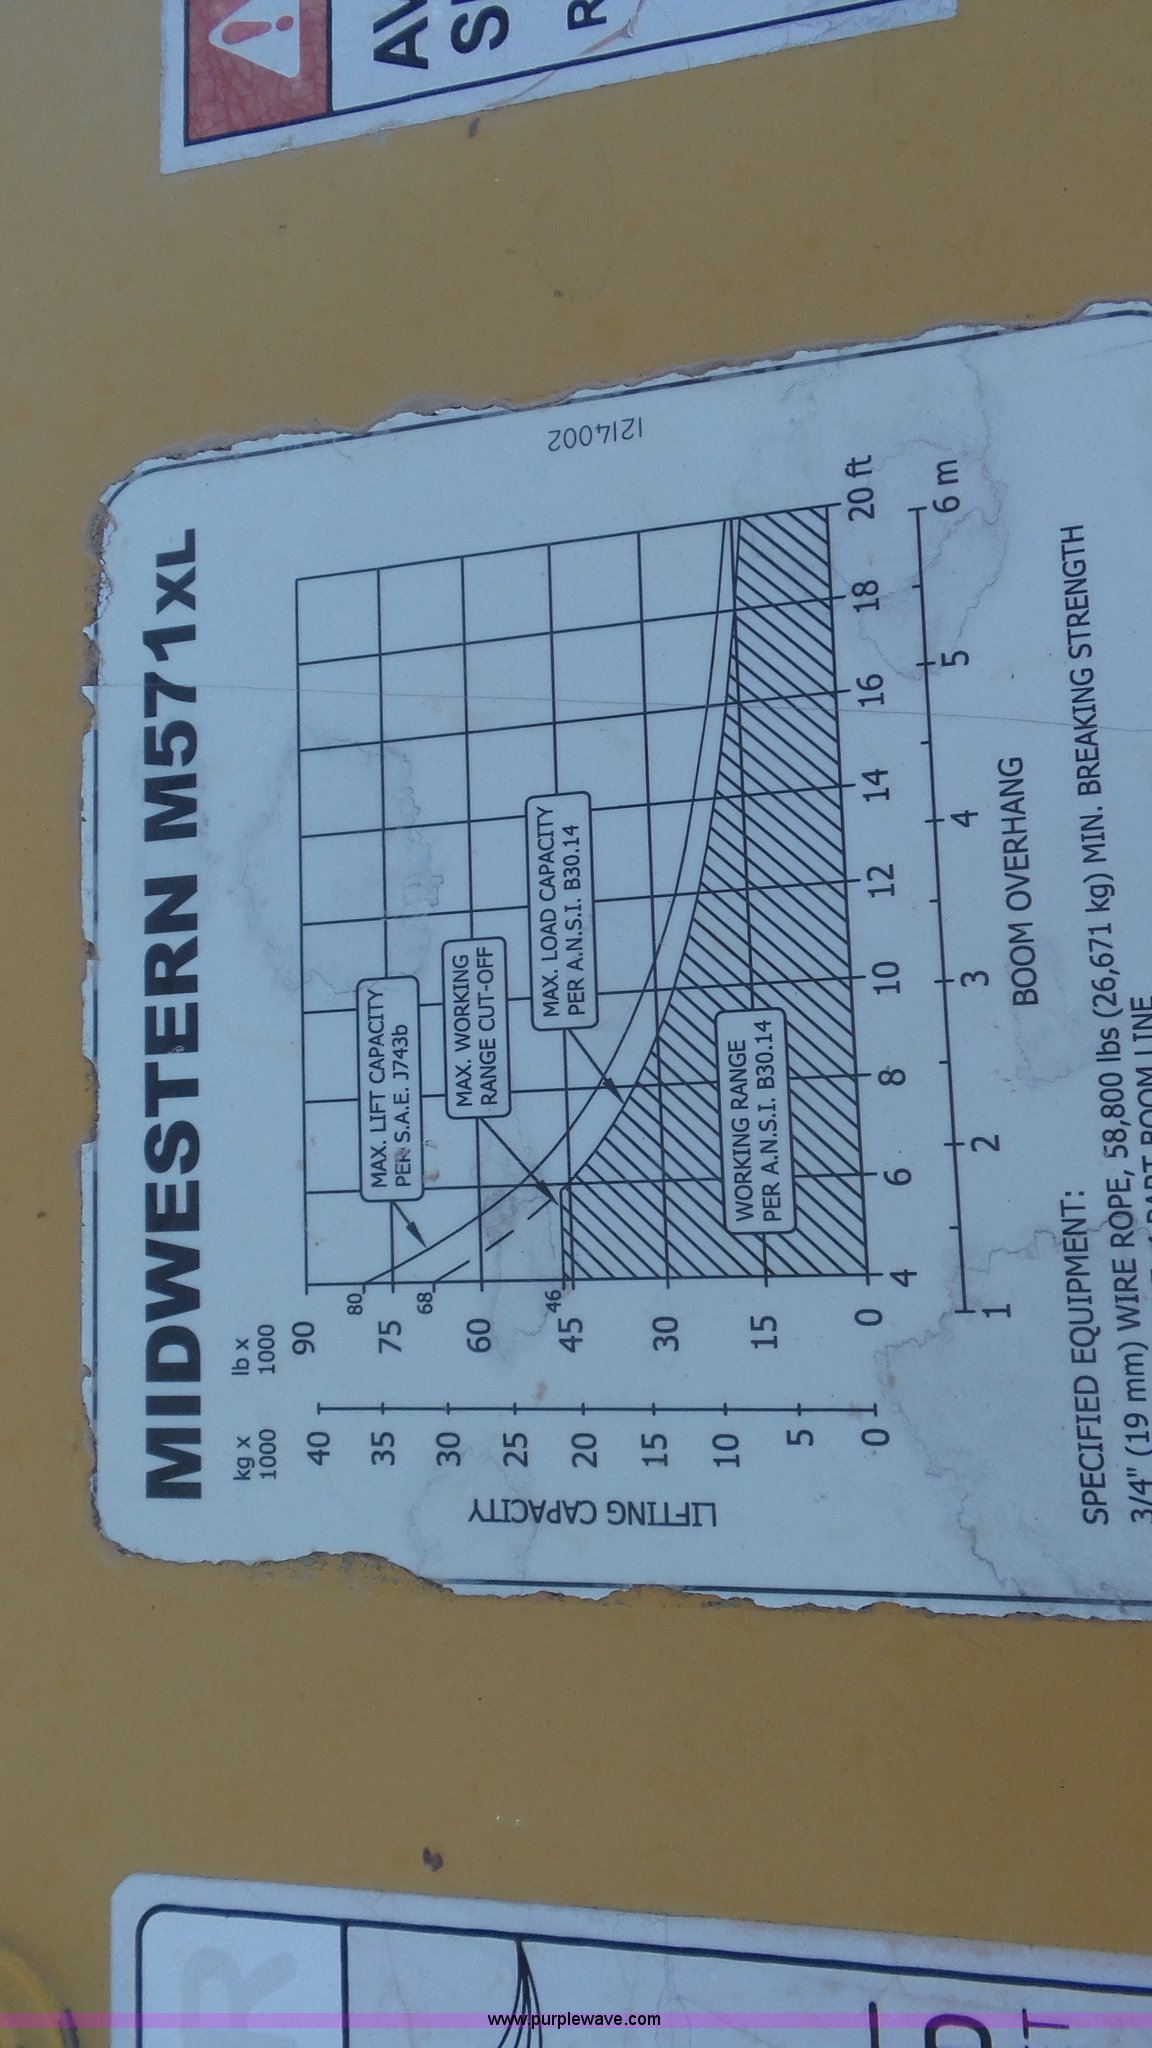 MIDWESTERN M571XL
kg x
1000
lb x
1000
LIFTING CAPACITY
40
35
30
25
20
15
10
5
0
90
80
75
68
60
46
45
30
15
0
MAX. LIFT CAPACITY
PER S.A.E. J743b
MAX. WORKING
RANGE CUT-OFF
MAX. LOAD CAPACITY
PER A.N.S.I. B30.14
WORKING RANGE
PER A.N.S.I. B30.14
4 6 8 10 12 14 16 18 20 ft
1 2 3 4 5 6 m
BOOM OVERHANG
1214002
SPECIFIED EQUIPMENT:
3/4" (19 mm) WIRE ROPE, 58,800 lbs (26,671 kg) MIN. BREAKING STRENGTH
PART BOOM LINE
www.purplewave.com